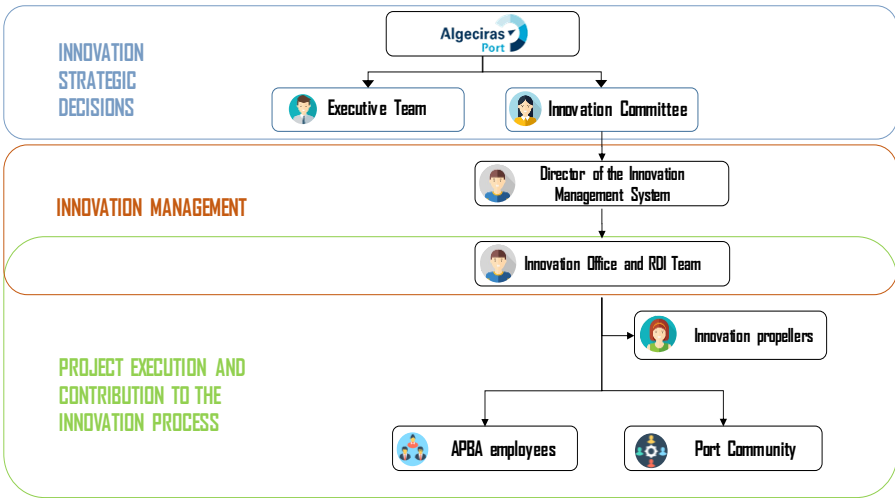 Algeciras
Port
INNOVATION
STRATEGIC
DECISIONS
Executive Team
Innovation Committee
Director of the Innovation
Management System
INNOVATION MANAGEMENT
Innovation Office and RDI Team
Innovation propellers
PROJECT EXECUTION AND
CONTRIBUTION TO THE
INNOVATION PROCESS
APBA employees
Port Community